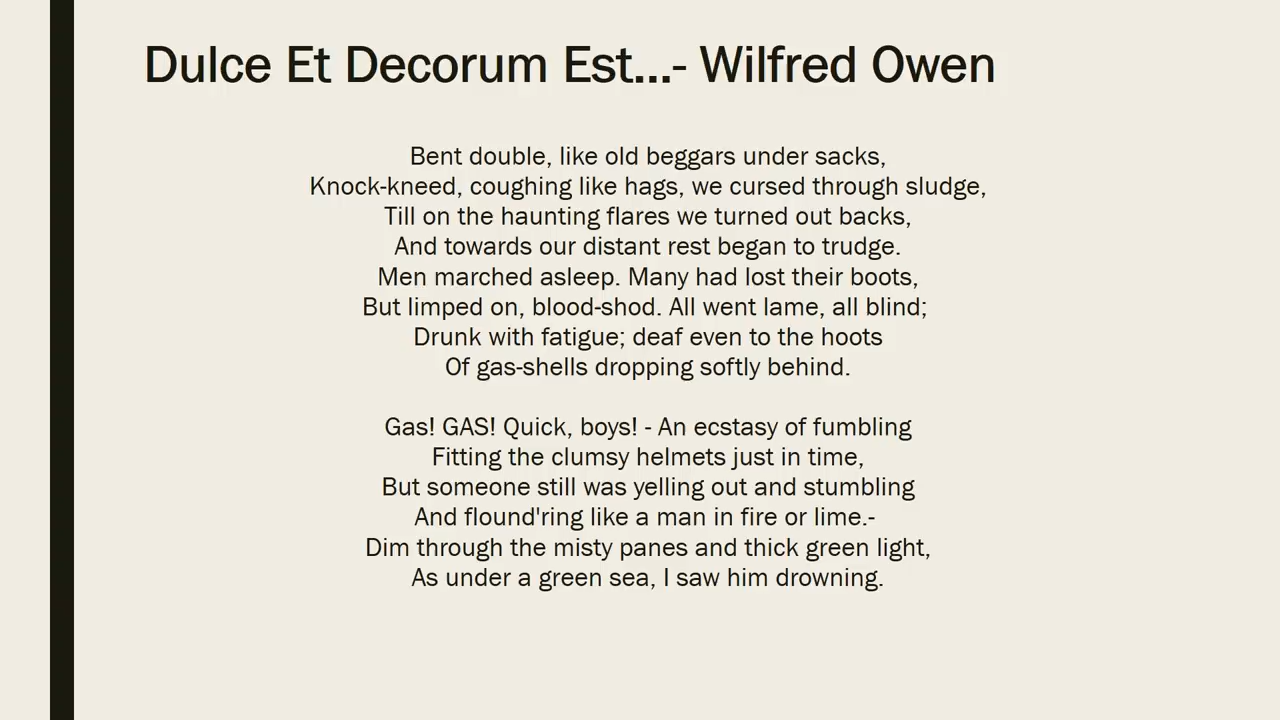 Dulce Et Decorum Est...- Wilfred Owen
Bent double, like old beggars under sacks,
Knock-kneed, coughing like hags, we cursed through sludge,
Till on the haunting flares we turned out backs,
And towards our distant rest began to trudge.
Men marched asleep. Many had lost their boots,
But limped on, blood-shod. All went lame, all blind;
Drunk with fatigue; deaf even to the hoots
Of gas-shells dropping softly behind.
Gas! GAS! Quick, boys! - An ecstasy of fumbling
Fitting the clumsy helmets just in time,
But someone still was yelling out and stumbling
And flound'ring like a man in fire or lime.-
Dim through the misty panes and thick green light,
As under a green sea, I saw him drowning.